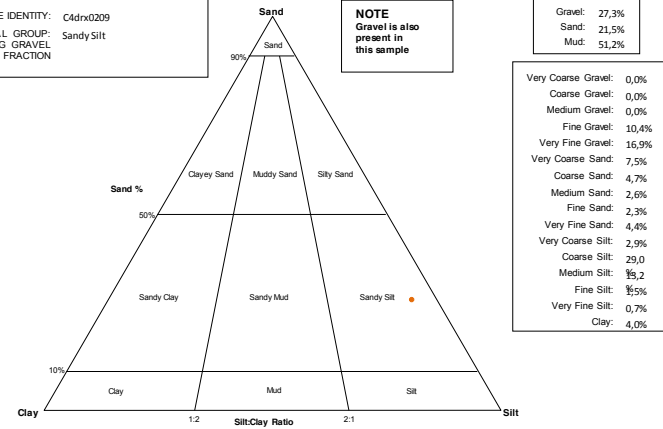 E IDENTITY: C4drx0209
L GROUP: Sandy Silt
G GRAVEL
FRACTION
NOTE
Gravel is also
present in
this sample
Gravel: 27,3%
Sand: 21,5%
Mud: 51,2%
Sand
Sand
90%
Clayey Sand Muddy Sand Silty Sand
Sand %
50%
Sandy Clay Sandy Mud Sandy Silt
10%
Clay Mud Silt
Clay Silt
1:2 2:1
Silt:Clay Ratio
Very Coarse Gravel: 0,0%
Coarse Gravel: 0,0%
Medium Gravel: 0,0%
Fine Gravel: 10,4%
Very Fine Gravel: 16,9%
Very Coarse Sand: 7,5%
Coarse Sand: 4,7%
Medium Sand: 2,6%
Fine Sand: 2,3%
Very Fine Sand: 4,4%
Very Coarse Silt: 2,9%
Coarse Silt: 29,0
%
Medium Silt: 13,2
%
Fine Silt: 1,5%
Very Fine Silt: 0,7%
Clay: 4,0%